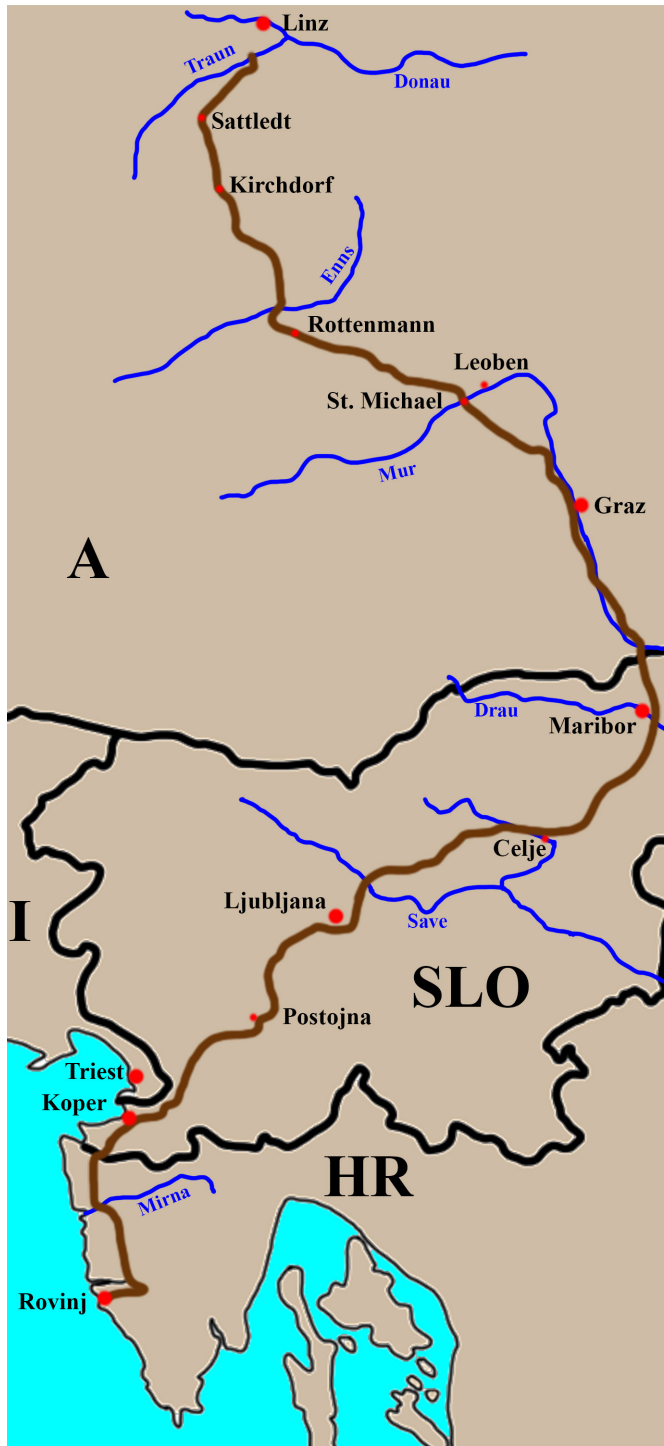 Linz
Traun
Donau
Sattledt
Kirchdorf
Enns
Rottenmann
Leoben
St. Michael
Mur
Graz
A
Drau
Maribor
Celje
Ljubljana
I
Save
SLO
Postojna
Triest
Koper
HR
Mirna
Rovinj